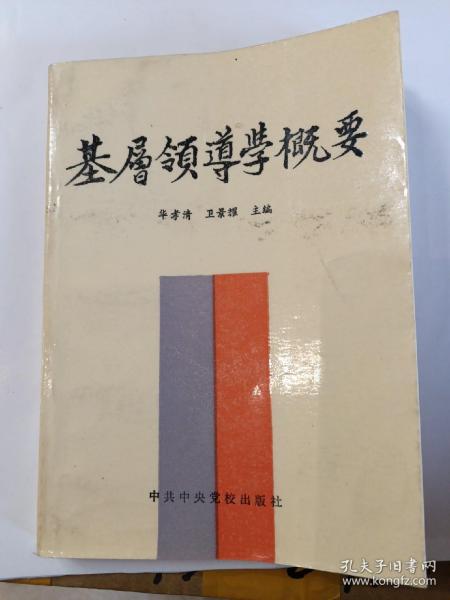 基層領導學概要
华孝清 卫景耀 主编
中共中央党校出版社
孔夫子旧书网
www.kongfz.com